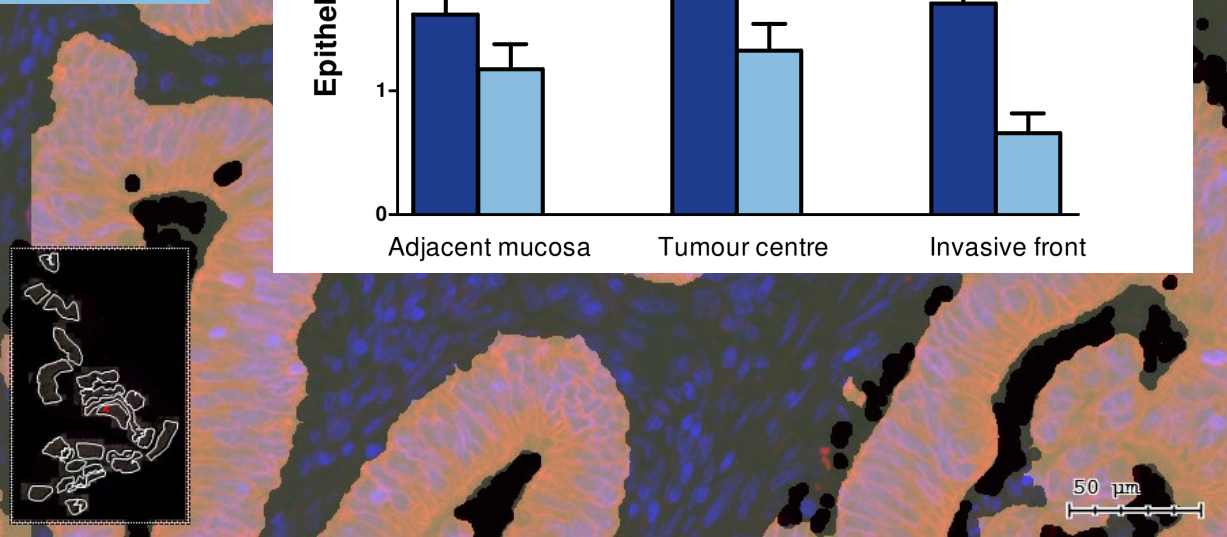 Epithel
1
0
Adjacent mucosa
Tumour centre
Invasive front
50 µm